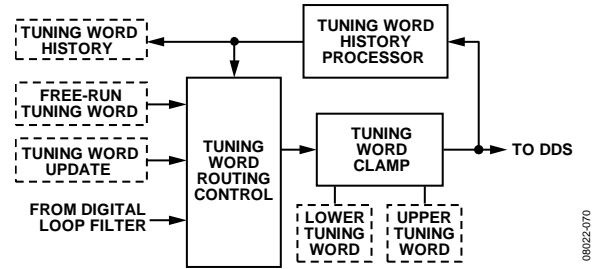 TUNING WORD
HISTORY
TUNING WORD
HISTORY
PROCESSOR
FREE-RUN
TUNING WORD
TUNING WORD
UPDATE
FROM DIGITAL
LOOP FILTER
TUNING
WORD
ROUTING
CONTROL
TUNING
WORD
CLAMP
TO DDS
LOWER
TUNING
WORD
UPPER
TUNING
WORD
08022-070